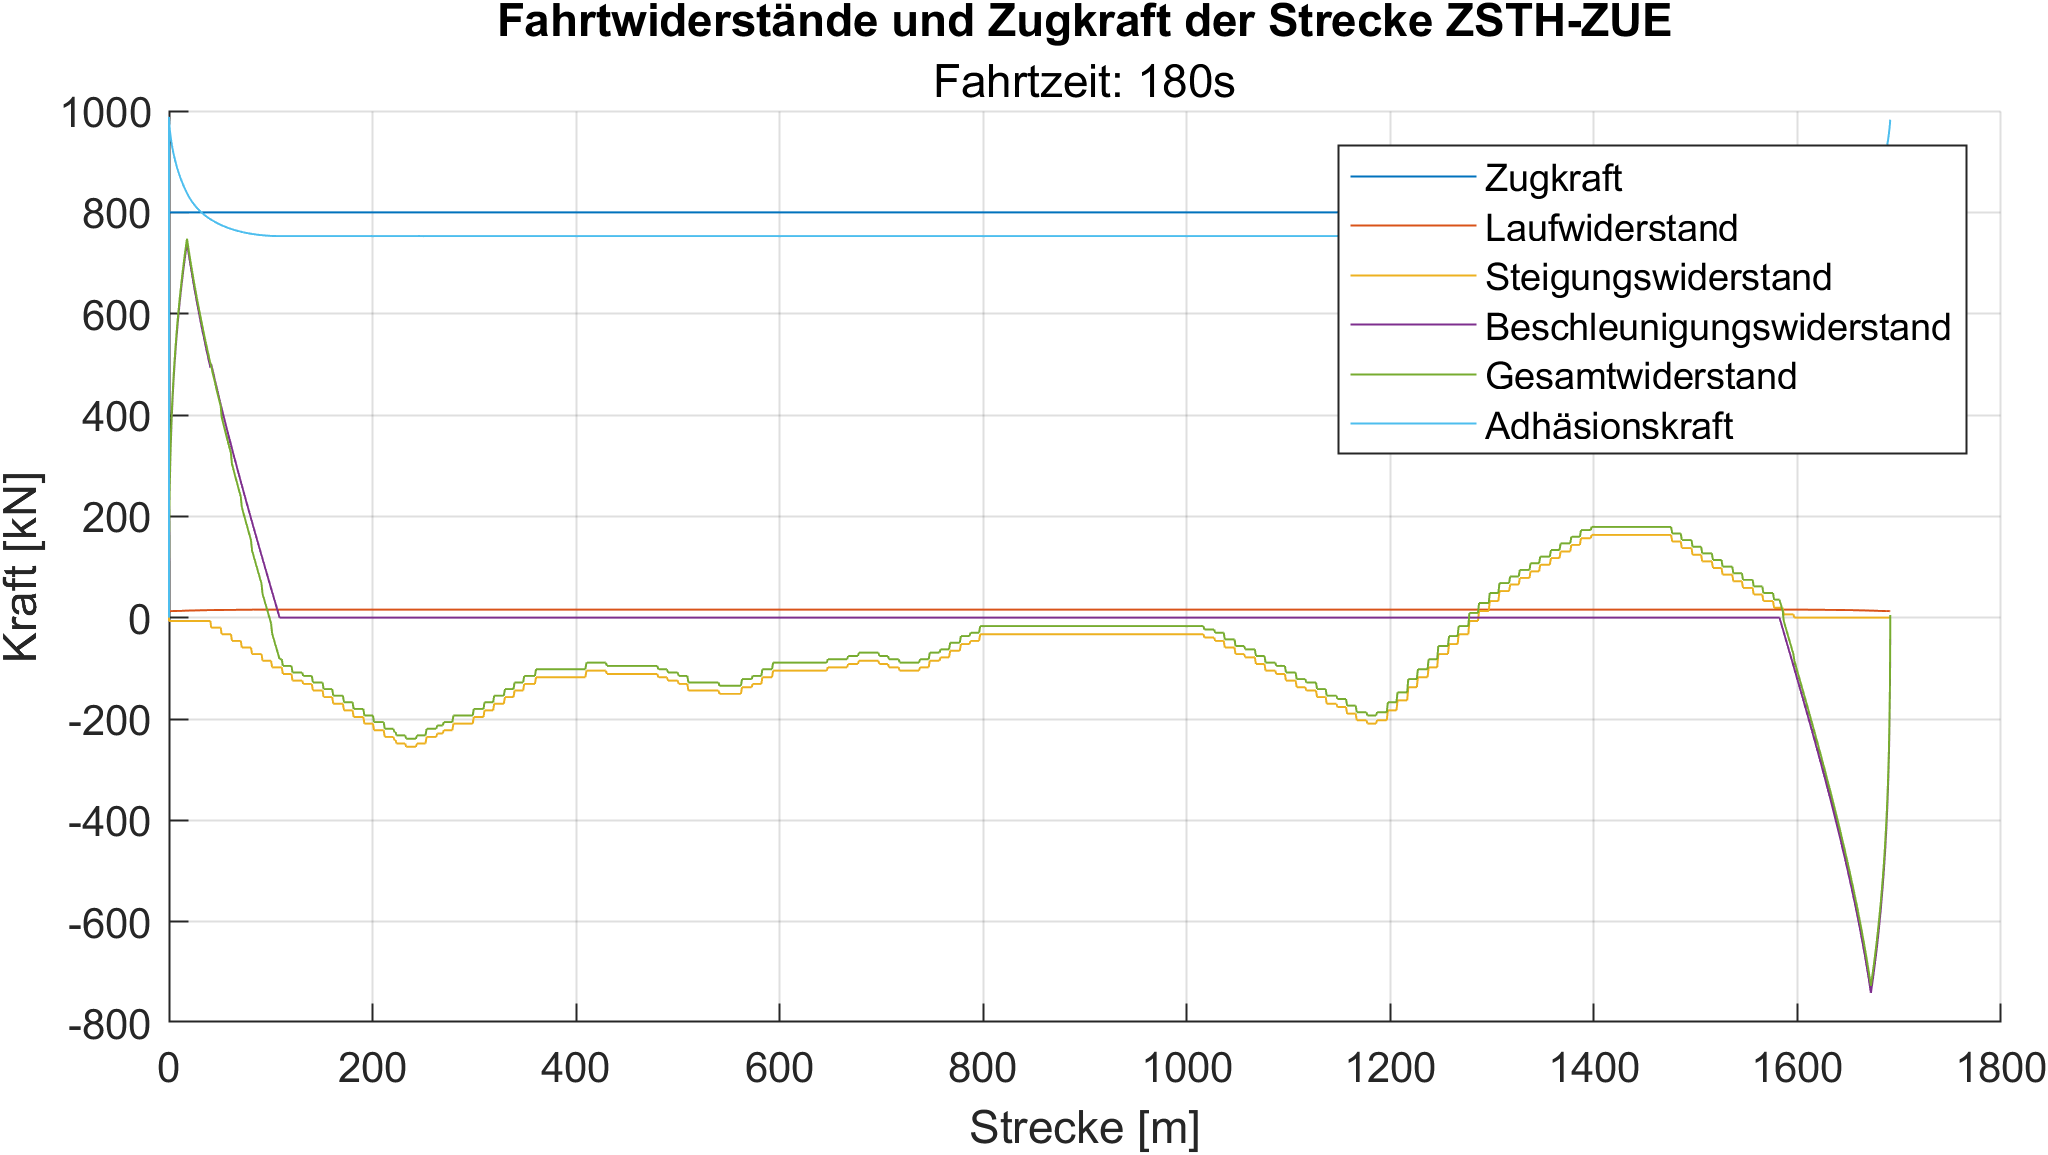 Fahrtwiderstände und Zugkraft der Strecke ZSTH-ZUE
Fahrtzeit: 180s
1000
800
600
400
200
0
-200
-400
-600
-800
Kraft [kN]
Zugkraft
Laufwiderstand
Steigungswiderstand
Beschleunigungswiderstand
Gesamtwiderstand
Adhäsionskraft
0 200 400 600 800 1000 1200 1400 1600 1800
Strecke [m]